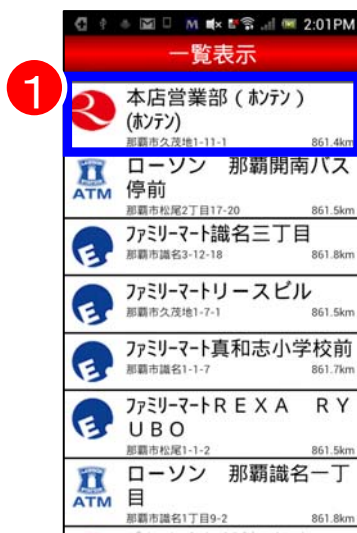 2:01PM
一覧表示
1
本店営業部(ﾎﾝﾃﾝ)
(ﾎﾝﾃﾝ)
那覇市久茂地1-11-1 861.4km
ATM
ローソン 那覇開南バス
停前
那覇市松尾2丁目17-20 861.5km
ﾌｧﾐﾘｰﾏｰﾄ識名三丁目
那覇市識名3-12-18 861.8km
ﾌｧﾐﾘｰﾏｰﾄリースビル
那覇市久茂地1-7-1 861.5km
ﾌｧﾐﾘｰﾏｰﾄ真和志小学校前
那覇市識名1-1-7 861.7km
ﾌｧﾐﾘｰﾏｰﾄＲＥＸＡ ＲＹ
ＵＢＯ
那覇市松尾1-1-2 861.5km
ATM
ローソン 那覇識名一丁
目
那覇市識名1丁目9-2 861.8km